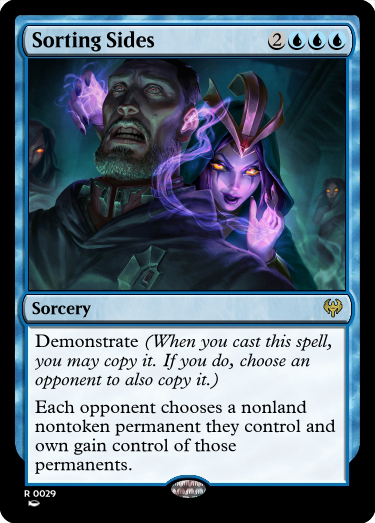 Sorting Sides 2
Sorcery
Demonstrate (When you cast this spell,
you may copy it. If you do, choose an
opponent to also copy it.)
Each opponent chooses a nonland
nontoken permanent they control and
own gain control of those
permanents.
R 0029